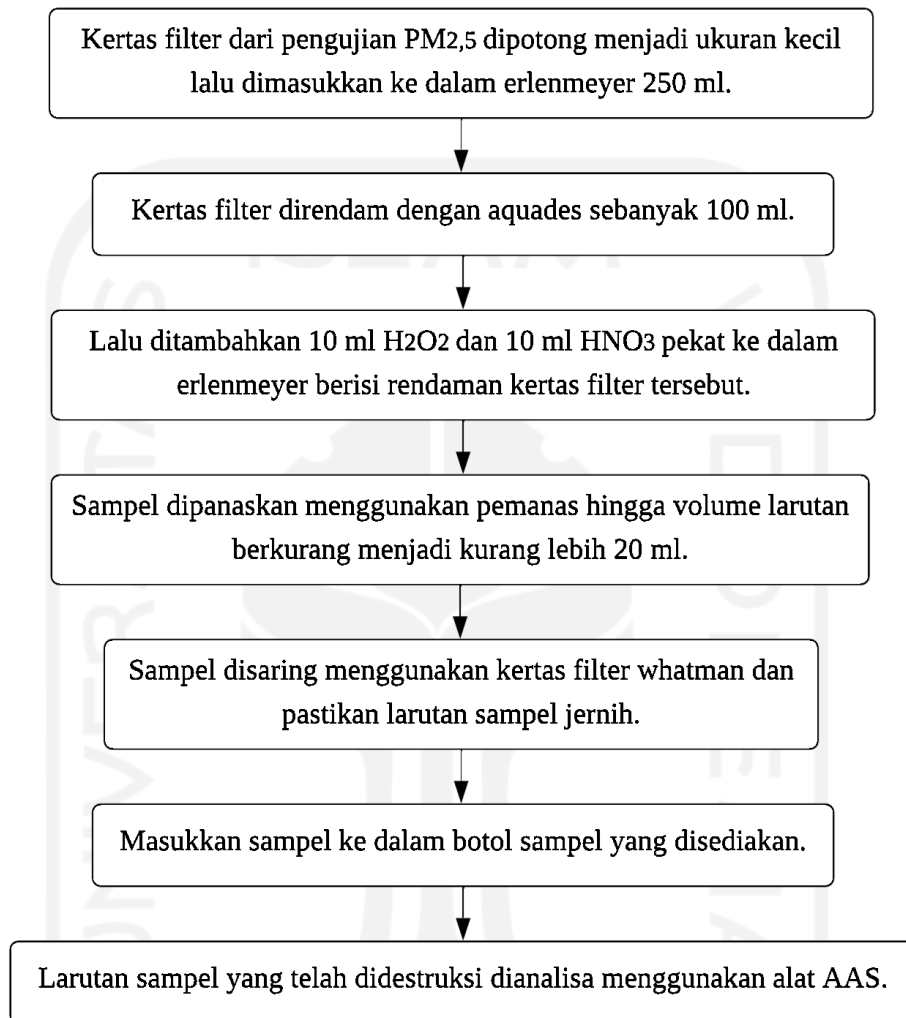 Kertas filter dari pengujian PM2,5 dipotong menjadi ukuran kecil
lalu dimasukkan ke dalam erlenmeyer 250 ml.
Kertas filter direndam dengan aquades sebanyak 100 ml.
Lalu ditambahkan 10 ml H2O2 dan 10 ml HNO3 pekat ke dalam
erlenmeyer berisi rendaman kertas filter tersebut.
Sampel dipanaskan menggunakan pemanas hingga volume larutan
berkurang menjadi kurang lebih 20 ml.
Sampel disaring menggunakan kertas filter whatman dan
pastikan larutan sampel jernih.
Masukkan sampel ke dalam botol sampel yang disediakan.
Larutan sampel yang telah didestruksi dianalisa menggunakan alat AAS.